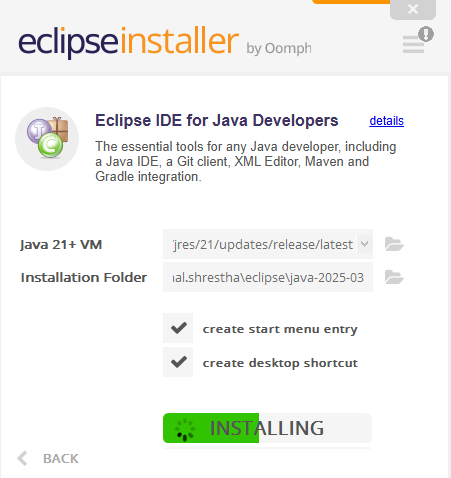 eclipseinstaller by Oomph
Eclipse IDE for Java Developers details
The essential tools for any Java developer, including
a Java IDE, a Git client, XML Editor, Maven and
Gradle integration.
Java 21+ VM /jres/21/updates/release/latest
Installation Folder nal.shrestha\eclipse\java-2025-03
create start menu entry
create desktop shortcut
INSTALLING
BACK